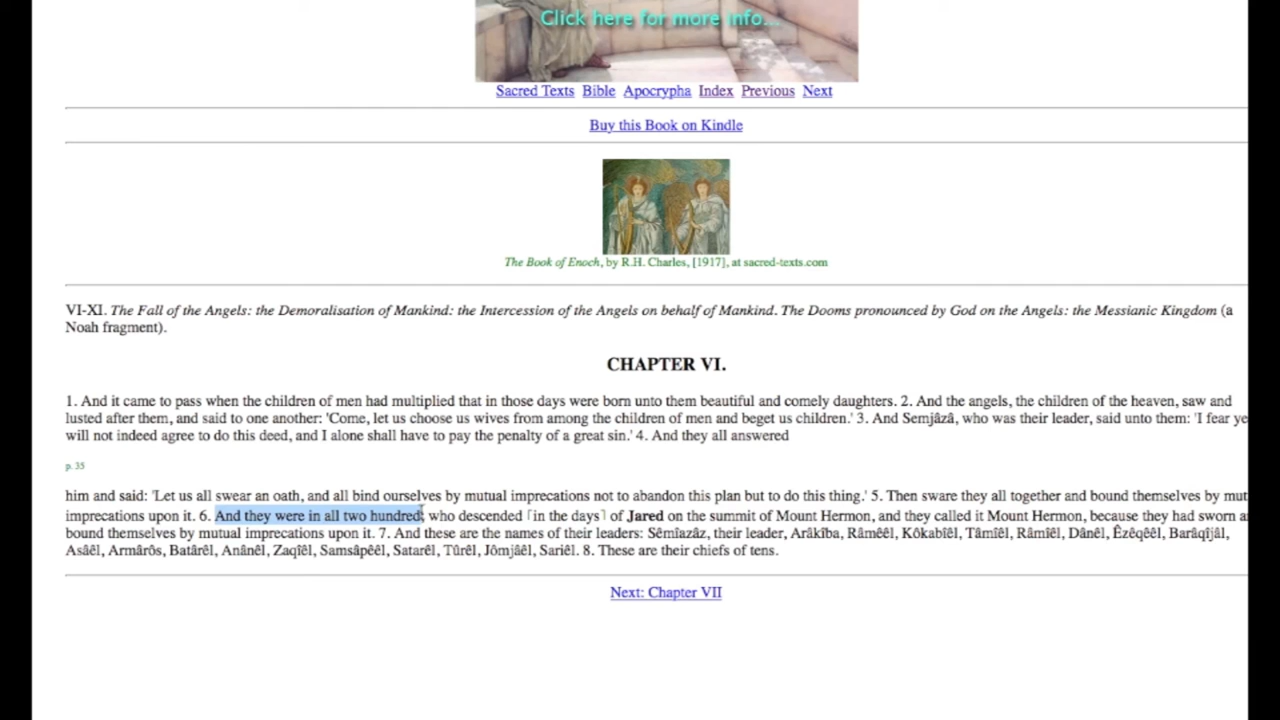 Click here for more info...
Sacred Texts Bible Apocrypha Index Previous Next
Buy this Book on Kindle
The Book of Enoch, by R.H. Charles, [1917], at sacred-texts.com
VI-XI. The Fall of the Angels: the Demoralisation of Mankind: the Intercession of the Angels on behalf of Mankind. The Dooms pronounced by God on the Angels: the Messianic Kingdom (a
Noah fragment).
CHAPTER VI.
1. And it came to pass when the children of men had multiplied that in those days were born unto them beautiful and comely daughters. 2. And the angels, the children of the heaven, saw and
lusted after them, and said to one another: 'Come, let us choose us wives from among the children of men and beget us children.' 3. And Semjâzâ, who was their leader, said unto them: 'I fear ye
will not indeed agree to do this deed, and I alone shall have to pay the penalty of a great sin.' 4. And they all answered
p. 35
him and said: 'Let us all swear an oath, and all bind ourselves by mutual imprecations not to abandon this plan but to do this thing.' 5. Then sware they all together and bound themselves by mut
imprecations upon it. 6. And they were in all two hundred; who descended ⌈in the days⌉ of Jared on the summit of Mount Hermon, and they called it Mount Hermon, because they had sworn a
bound themselves by mutual imprecations upon it. 7. And these are the names of their leaders: Sêmîazâz, their leader, Arâkîba, Râmêêl, Kôkabîêl, Tâmîêl, Râmîêl, Dânêl, Êzêqêêl, Barâqîjâl,
Asâêl, Armârôs, Batârêl, Anânêl, Zaqîêl, Samsâpêêl, Satarêl, Tûrêl, Jômjâêl, Sariêl. 8. These are their chiefs of tens.
Next: Chapter VII